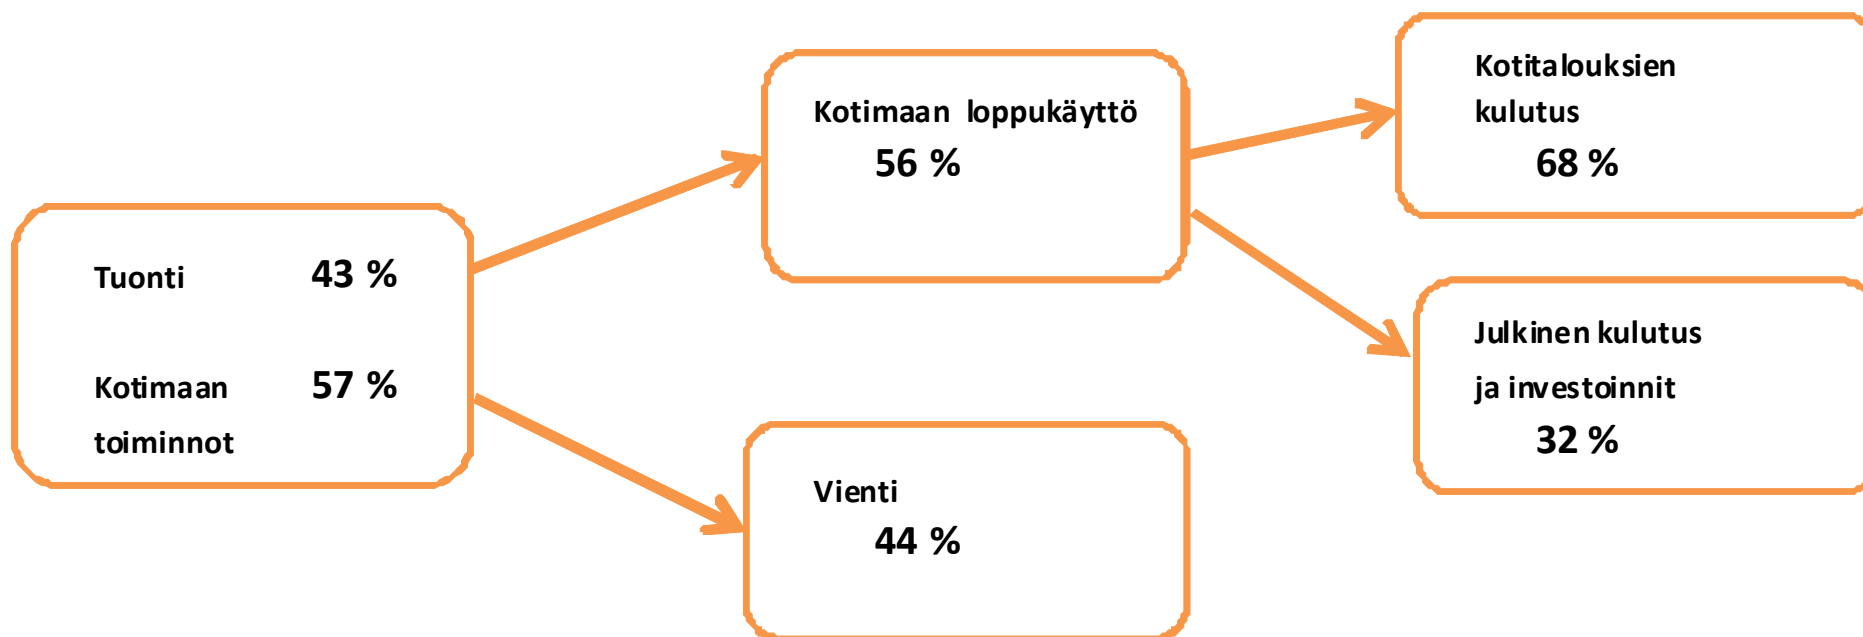 Tuonti 43 %
Kotimaan 57 %
toiminnot
Kotimaan loppukäyttö
56 %
Vienti
44 %
Kotitalouksien
kulutus
68 %
Julkinen kulutus
ja investoinnit
32 %